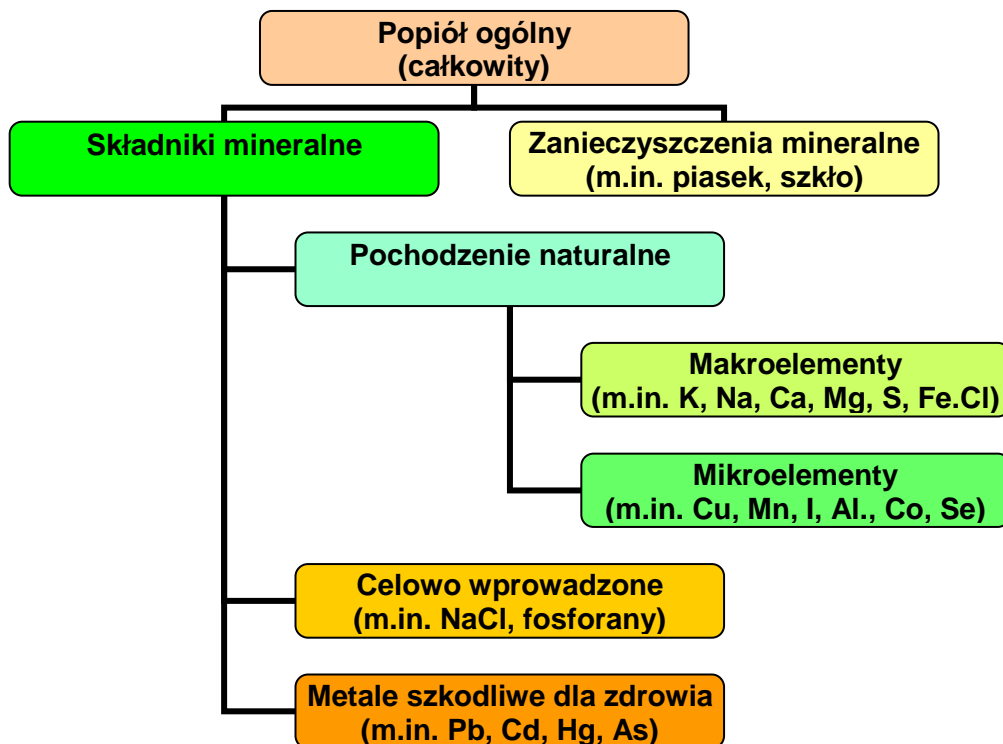 Popiół ogólny
(całkowity)
Składniki mineralne
Zanieczyszczenia mineralne
(m.in. piasek, szkło)
Pochodzenie naturalne
Makroelementy
(m.in. K, Na, Ca, Mg, S, Fe.Cl)
Mikroelementy
(m.in. Cu, Mn, I, Al., Co, Se)
Celowo wprowadzone
(m.in. NaCl, fosforany)
Metale szkodliwe dla zdrowia
(m.in. Pb, Cd, Hg, As)